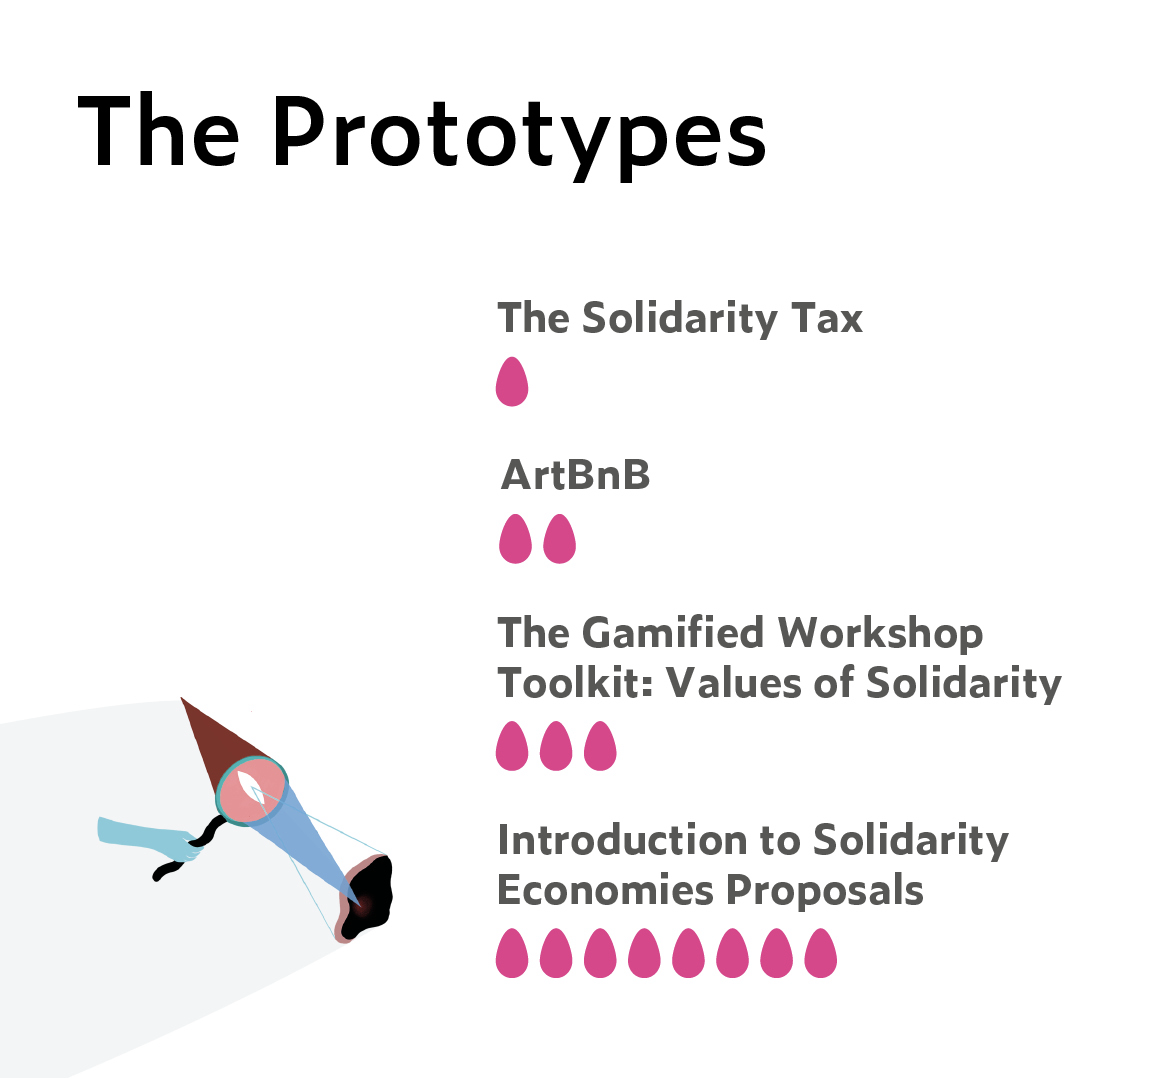 The Prototypes
The Solidarity Tax
ArtBnB
The Gamified Workshop
Toolkit: Values of Solidarity
Introduction to Solidarity
Economies Proposals